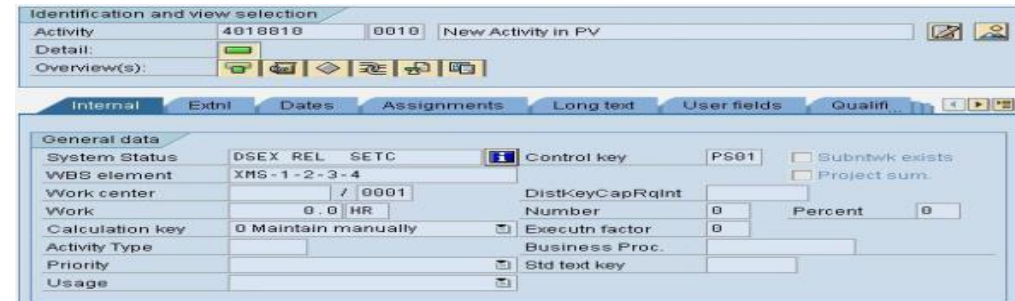 Identification and view selection
Activity 4018818 0010 New Activity in PV
Detail:
Overview(s):
Internal Extnl Dates Assignments Long text User fields Qualifi...
General data
System Status DSEX REL SETC Control key PS01 Subntwk exists
WBS element XMS-1-2-3-4 Project sum.
Work center / 0001 DistKeyCapRqInt
Work 0.0 HR Number 0 Percent 0
Calculation key 0 Maintain manually Executn factor 0
Activity Type Business Proc.
Priority Std text key
Usage